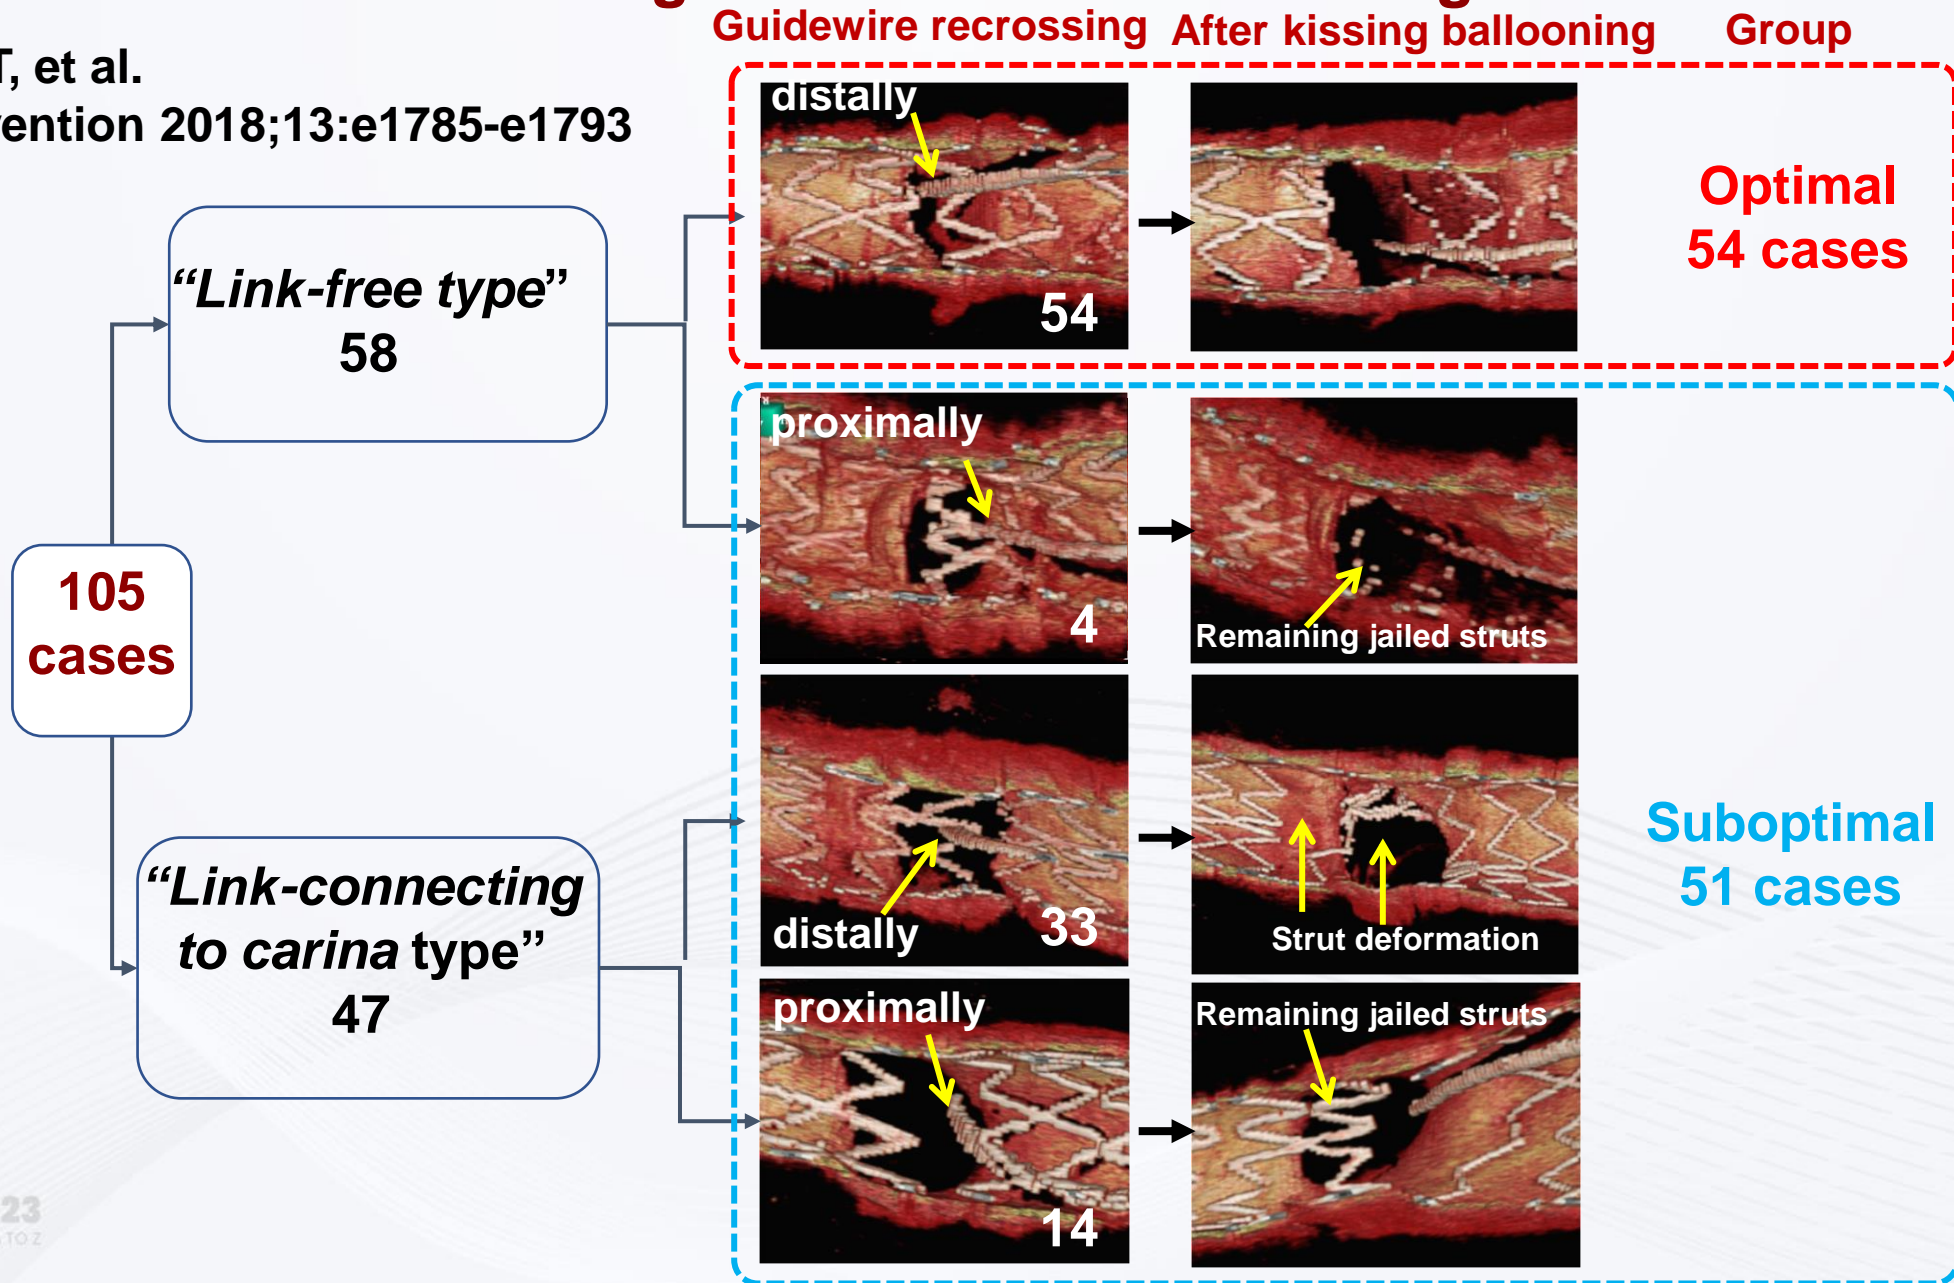 Guidewire recrossing After kissing ballooning Group
T, et al.
vention 2018;13:e1785-e1793
distally
54
Optimal
54 cases
“Link-free type”
58
proximally
4
Remaining jailed struts
105
cases
distally
33
Strut deformation
Suboptimal
51 cases
“Link-connecting
to carina type”
47
proximally
14
Remaining jailed struts
23
TO Z